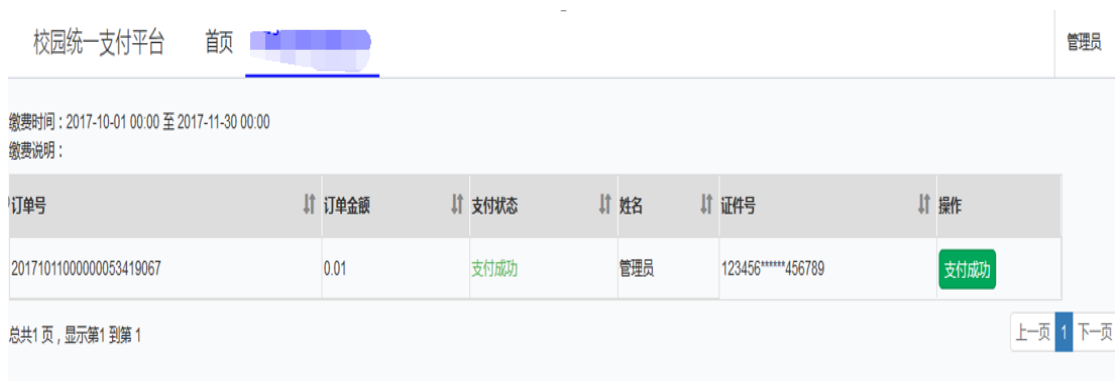 校园统一支付平台 首页 管理员
缴费时间：2017-10-01 00:00 至 2017-11-30 00:00
缴费说明：
订单号 订单金额 支付状态 姓名 证件号 操作
20171011000000053419067 0.01 支付成功 管理员 123456******456789 支付成功
总共1 页，显示第1 到第 1 上一页 1 下一页